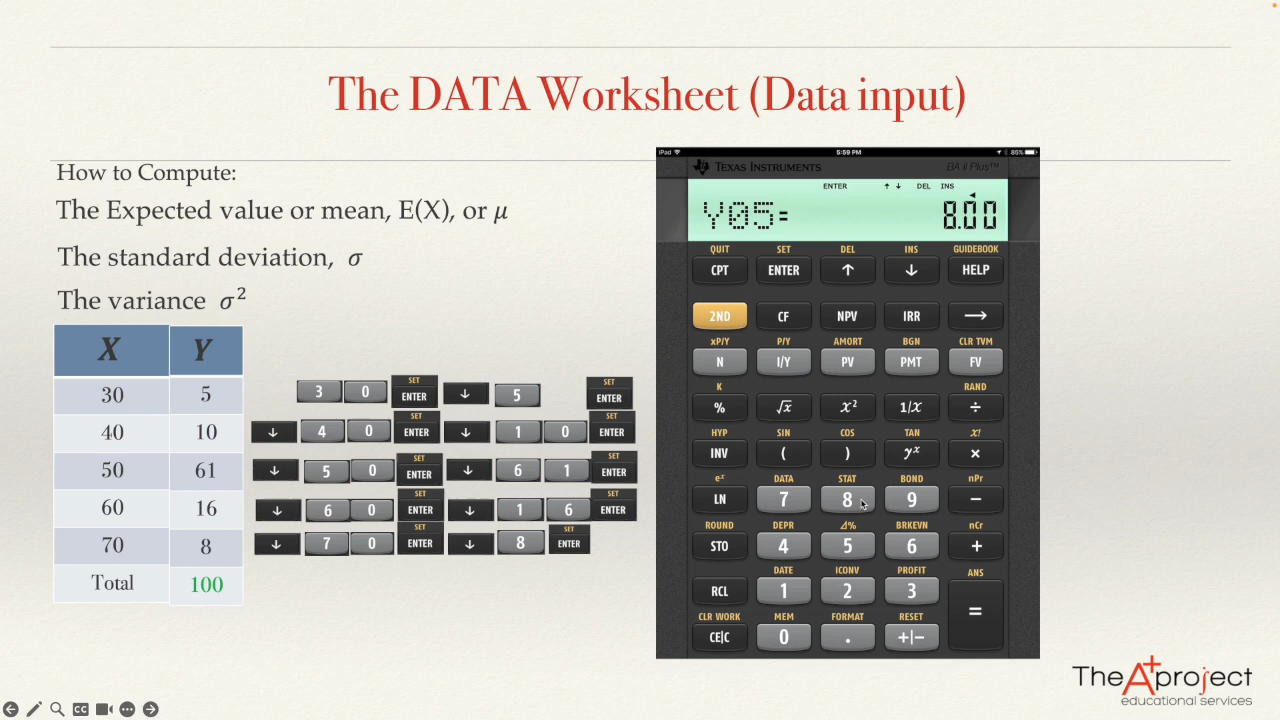 The DATA Worksheet (Data input)
How to Compute:
The Expected value or mean, E(X), or μ
The standard deviation, σ
The variance σ²
X Y
30 5
40 10
50 61
60 16
70 8
Total 100
SET SET
3 0 ENTER ↓ 5 ENTER
SET SET
↓ 4 0 ENTER ↓ 1 0 ENTER
SET SET
↓ 5 0 ENTER ↓ 6 1 ENTER
SET SET
↓ 6 0 ENTER ↓ 1 6 ENTER
SET SET
↓ 7 0 ENTER ↓ 8 ENTER
iPad 5:59 PM 86%
TEXAS INSTRUMENTS BA II Plus™
ENTER ↑ ↓ DEL INS
Y05= 8.00
QUIT SET DEL INS GUIDEBOOK
CPT ENTER ↑ ↓ HELP
2ND CF NPV IRR →
xP/Y P/Y AMORT BGN CLR TVM
N I/Y PV PMT FV
K RAND
% √x x² 1/x ÷
HYP SIN COS TAN x!
INV ( ) yˣ ×
eˣ DATA STAT BOND nPr
LN 7 8 9 −
ROUND DEPR Δ% BRKEVN nCr
STO 4 5 6 +
DATE ICONV PROFIT ANS
RCL 1 2 3 =
CLR WORK MEM FORMAT RESET
CE|C 0 . +|−
The A+ project
educational services
CC